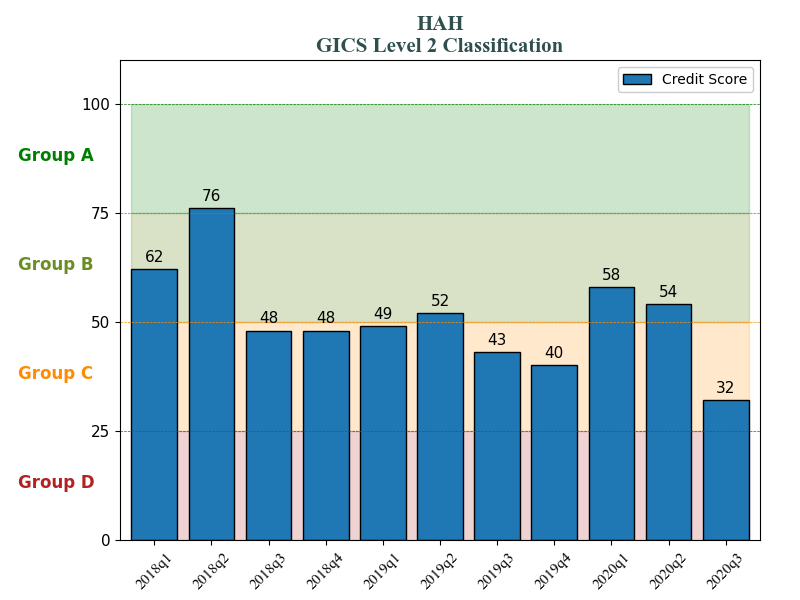 HAH
GICS Level 2 Classification
Credit Score
100
Group A
76
75
62
Group B
58
54
52
50
48
48
49
43
40
Group C
32
25
Group D
0
2018q1
2018q2
2018q3
2018q4
2019q1
2019q2
2019q3
2019q4
2020q1
2020q2
2020q3